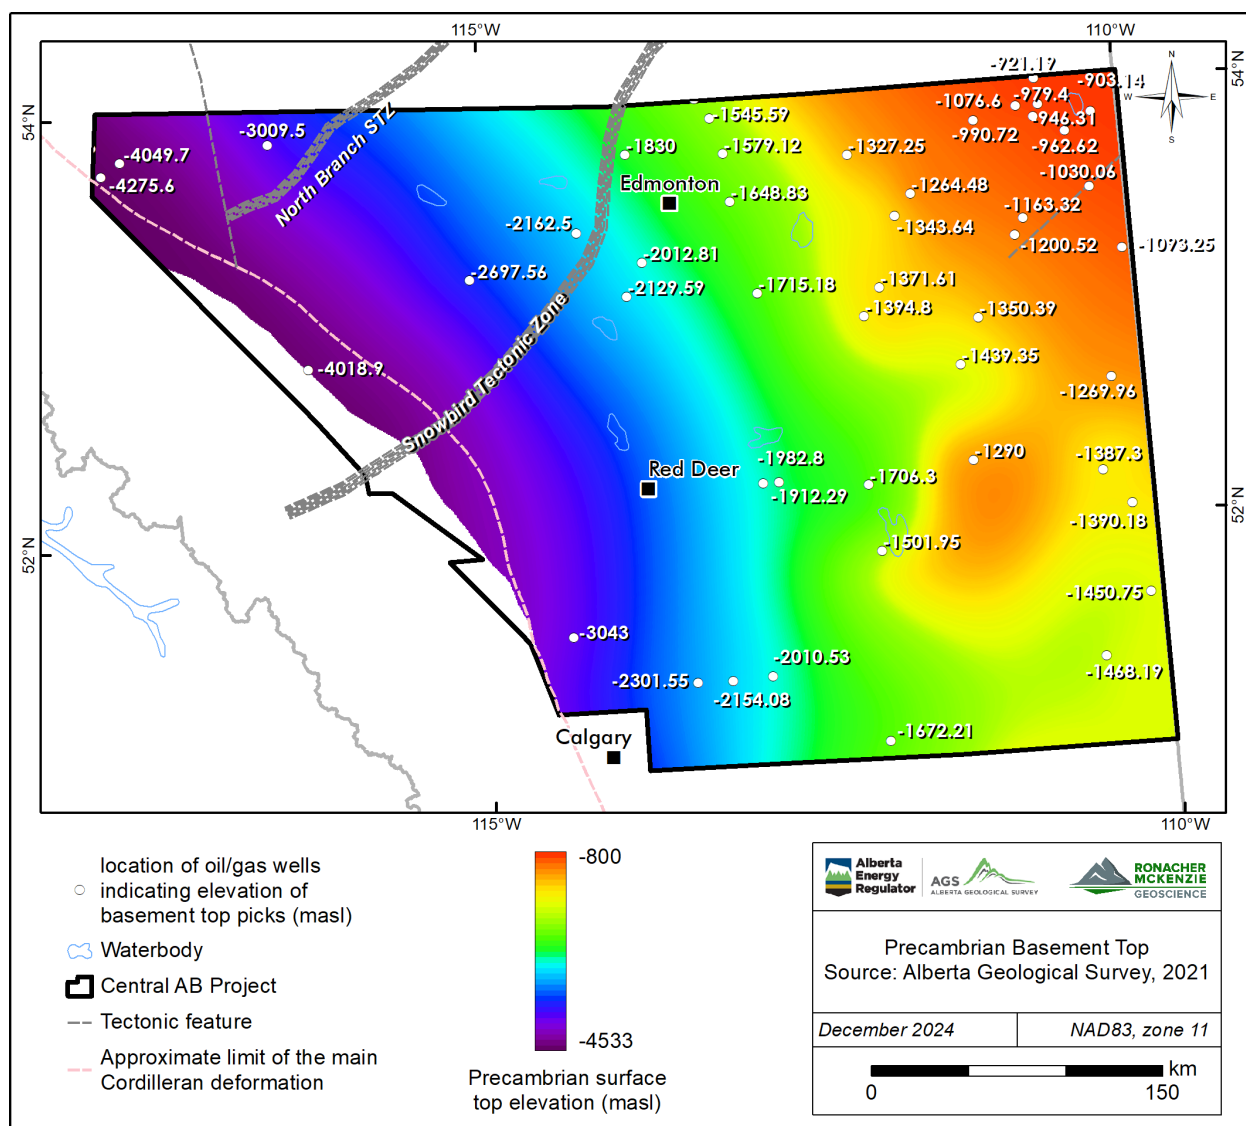 115°W
110°W
54°N
54°N
-921.19
-903.14
-979.4
-1076.6
-946.31
-990.72
-962.62
-1545.59
-3009.5
North Branch STZ
-1830
-1579.12
-1327.25
-4049.7
-4275.6
Edmonton
-1030.06
-1264.48
-1648.83
-1163.32
-1343.64
-2162.5
-1200.52
-1093.25
-2012.81
-2697.56
-2129.59
-1715.18
-1371.61
-1394.8
-1350.39
Snowbird Tectonic Zone
-1439.35
-4018.9
-1269.96
-1290
-1982.8
-1387.3
Red Deer
-1706.3
-1912.29
52°N
-1390.18
-1501.95
52°N
-1450.75
-3043
-2010.53
-2301.55
-2154.08
-1468.19
Calgary
-1672.21
115°W
110°W
N
W
E
S
location of oil/gas wells
indicating elevation of
basement top picks (masl)
Waterbody
Central AB Project
Tectonic feature
Approximate limit of the main
Cordilleran deformation
-800
-4533
Precambrian surface
top elevation (masl)
Alberta
Energy
Regulator
AGS
ALBERTA GEOLOGICAL SURVEY
RONACHER
MCKENZIE
GEOSCIENCE
Precambrian Basement Top
Source: Alberta Geological Survey, 2021
December 2024
NAD83, zone 11
km
0
150